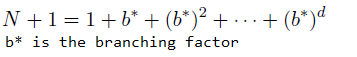 N + 1 = 1 + b* + (b*)² + ··· + (b*)ᵈ
b* is the branching factor